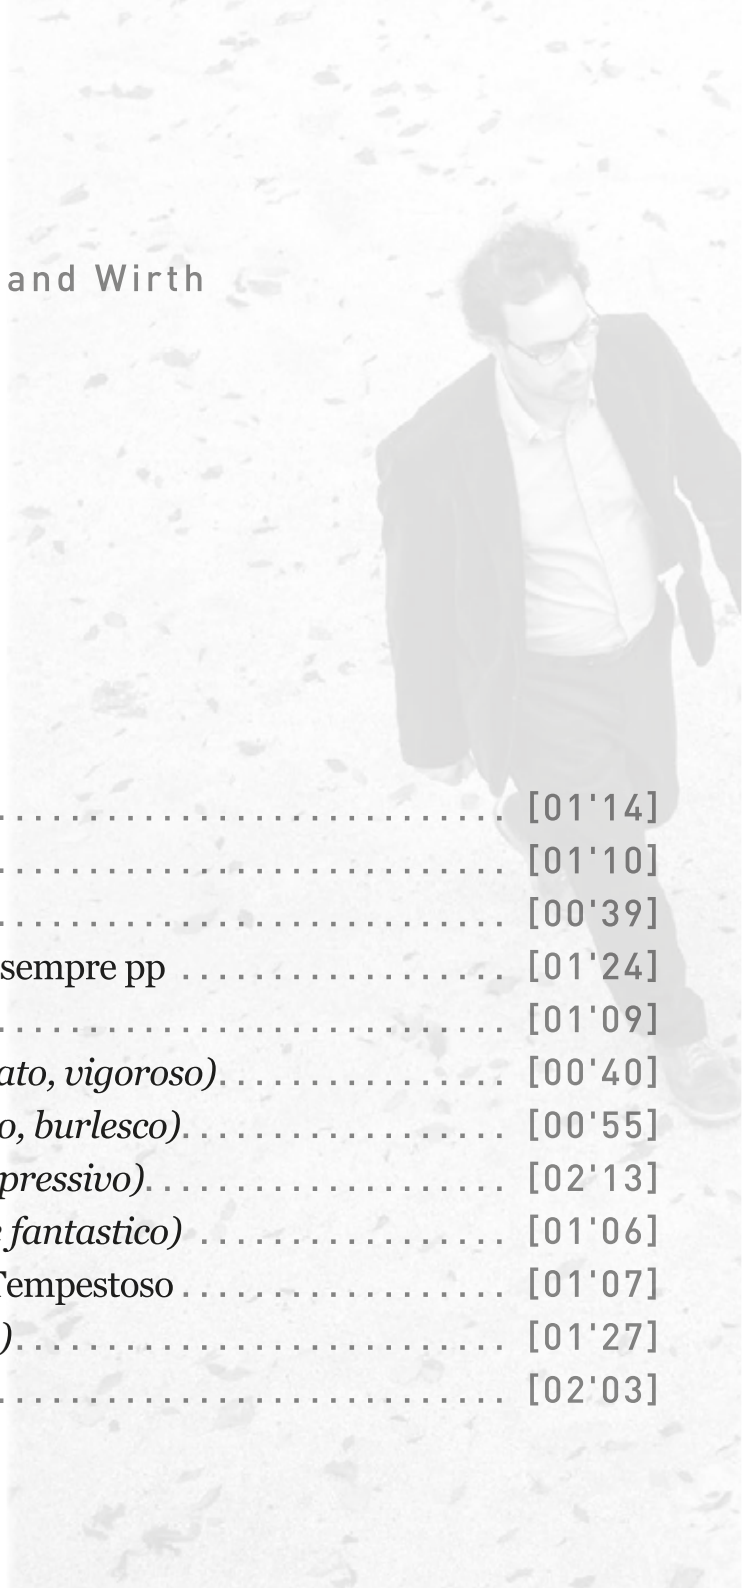 and Wirth
. . . . . . . . . . . . . . . . . . . . . . . . . . . . [01'14]
. . . . . . . . . . . . . . . . . . . . . . . . . . . . [01'10]
. . . . . . . . . . . . . . . . . . . . . . . . . . . . [00'39]
sempre pp . . . . . . . . . . . . . . . . . . [01'24]
. . . . . . . . . . . . . . . . . . . . . . . . . . . . [01'09]
ato, vigoroso). . . . . . . . . . . . . . . . [00'40]
o, burlesco). . . . . . . . . . . . . . . . . . [00'55]
pressivo). . . . . . . . . . . . . . . . . . . . [02'13]
e fantastico) . . . . . . . . . . . . . . . . . [01'06]
Tempestoso . . . . . . . . . . . . . . . . . . [01'07]
). . . . . . . . . . . . . . . . . . . . . . . . . . . [01'27]
. . . . . . . . . . . . . . . . . . . . . . . . . . . . [02'03]